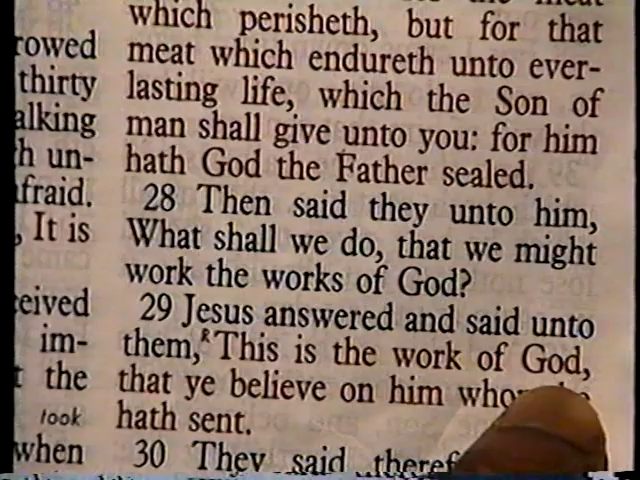 rowed
thirty
alking
h un-
fraid.
, It is
ceived
im-
t the
took
when
which perisheth, but for that
meat which endureth unto ever-
lasting life, which the Son of
man shall give unto you: for him
hath God the Father sealed.
28 Then said they unto him,
What shall we do, that we might
work the works of God?
29 Jesus answered and said unto
them, This is the work of God,
that ye believe on him
hath sent.
30 They said